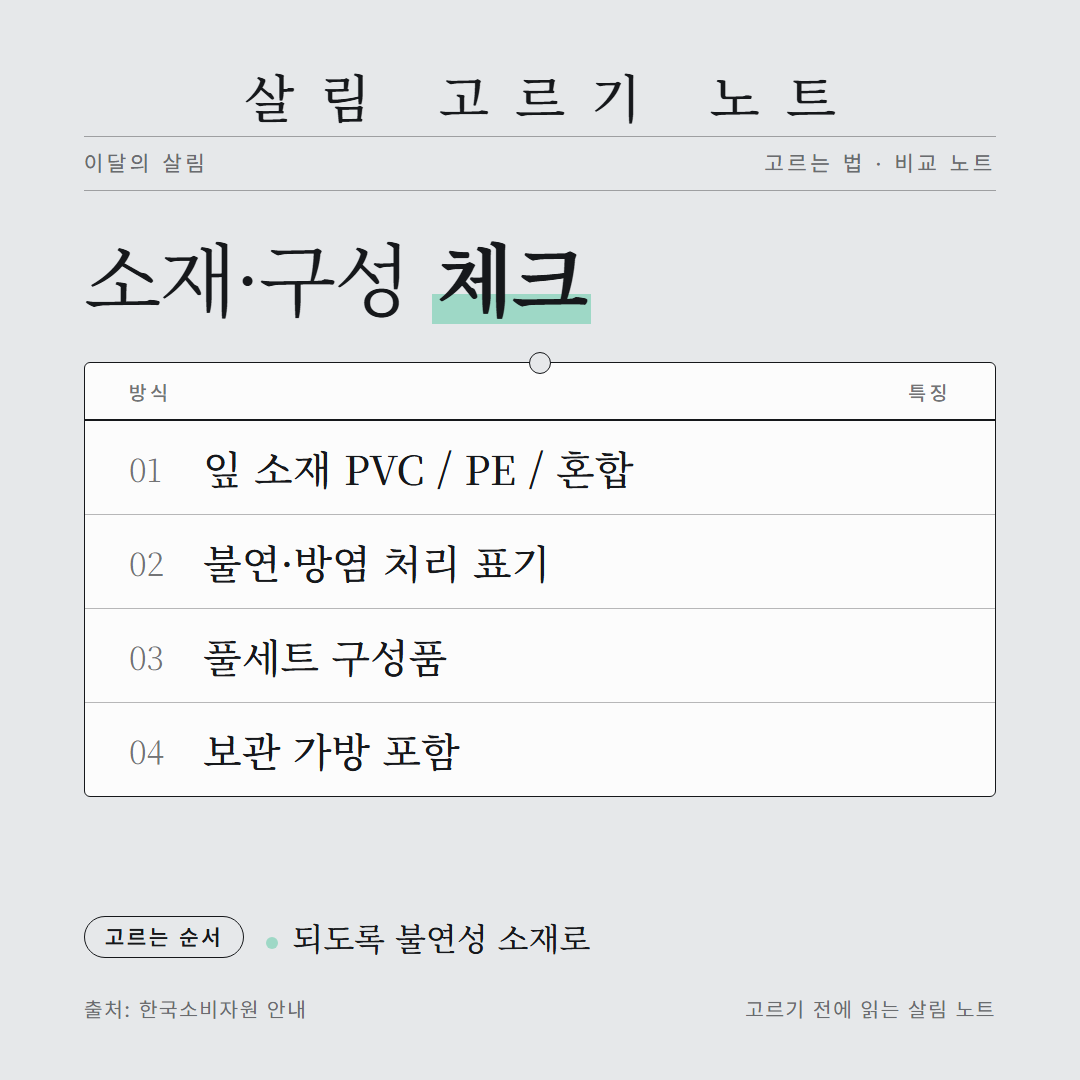 살림 고르기 노트
이달의 살림
고르는 법 · 비교 노트
소재·구성 체크
방식
특징
01 잎 소재 PVC / PE / 혼합
02 불연·방염 처리 표기
03 풀세트 구성품
04 보관 가방 포함
고르는 순서
되도록 불연성 소재로
출처: 한국소비자원 안내
고르기 전에 읽는 살림 노트